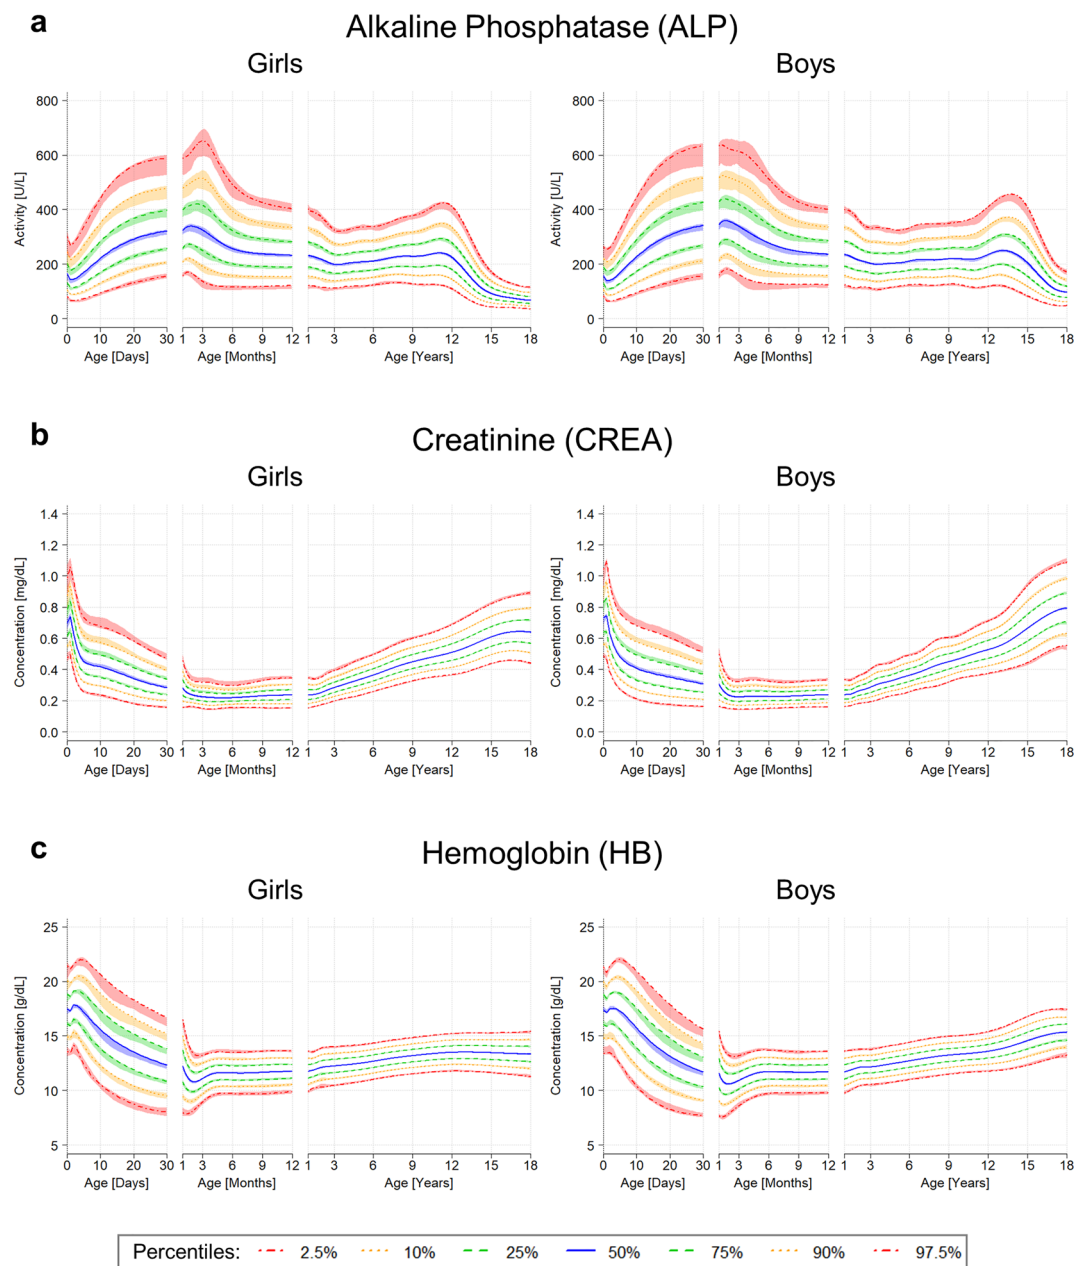 a
Alkaline Phosphatase (ALP)
Girls
Boys
Activity [U/L]
800
600
400
200
0
0 10 20 30
Age [Days]
1 3 6 9 12
Age [Months]
1 3 6 9 12 15 18
Age [Years]
Activity [U/L]
800
600
400
200
0
0 10 20 30
Age [Days]
1 3 6 9 12
Age [Months]
1 3 6 9 12 15 18
Age [Years]
b
Creatinine (CREA)
Girls
Boys
Concentration [mg/dL]
1.4
1.2
1.0
0.8
0.6
0.4
0.2
0.0
0 10 20 30
Age [Days]
1 3 6 9 12
Age [Months]
1 3 6 9 12 15 18
Age [Years]
Concentration [mg/dL]
1.4
1.2
1.0
0.8
0.6
0.4
0.2
0.0
0 10 20 30
Age [Days]
1 3 6 9 12
Age [Months]
1 3 6 9 12 15 18
Age [Years]
c
Hemoglobin (HB)
Girls
Boys
Concentration [g/dL]
25
20
15
10
5
0 10 20 30
Age [Days]
1 3 6 9 12
Age [Months]
1 3 6 9 12 15 18
Age [Years]
Concentration [g/dL]
25
20
15
10
5
0 10 20 30
Age [Days]
1 3 6 9 12
Age [Months]
1 3 6 9 12 15 18
Age [Years]
Percentiles: 2.5% 10% 25% 50% 75% 90% 97.5%